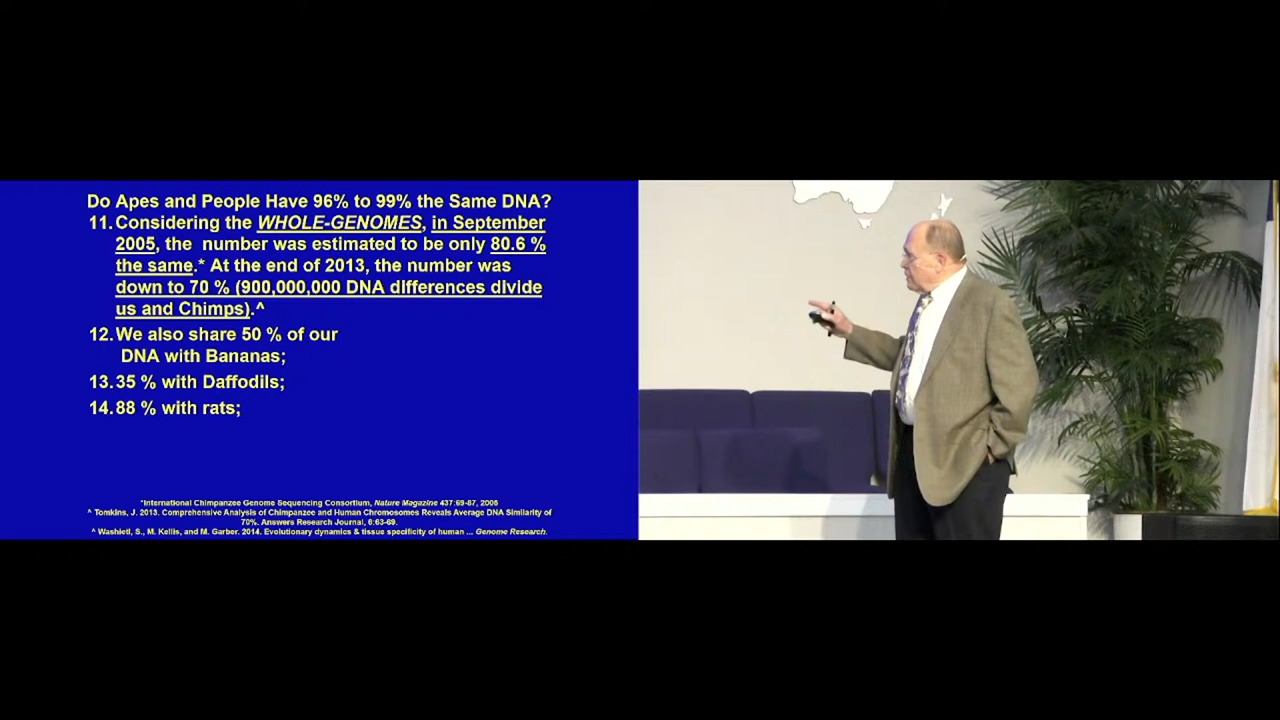 Do Apes and People Have 96% to 99% the Same DNA?
11. Considering the WHOLE-GENOMES, in September
2005, the number was estimated to be only 80.6 %
the same.* At the end of 2013, the number was
down to 70 % (900,000,000 DNA differences divide
us and Chimps).^
12. We also share 50 % of our
DNA with Bananas;
13. 35 % with Daffodils;
14. 88 % with rats;
*International Chimpanzee Genome Sequencing Consortium, Nature Magazine 437:69-87, 2005
^ Tomkins, J. 2013. Comprehensive Analysis of Chimpanzee and Human Chromosomes Reveals Average DNA Similarity of
70%. Answers Research Journal, 6:63-69.
^ Washietl, S., M. Kellis, and M. Garber. 2014. Evolutionary dynamics & tissue specificity of human ... Genome Research.